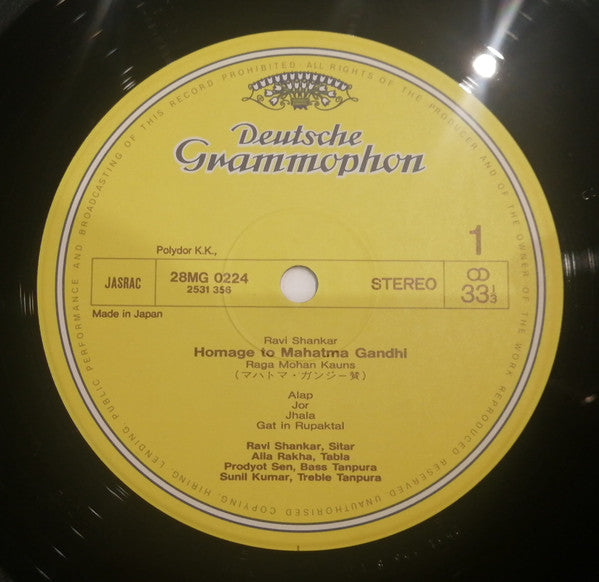 ALL RIGHTS OF THE PRODUCER AND OF THE OWNER OF THE WORK REPRODUCED RESERVED. UNAUTHORISED COPYING, HIRING, LENDING, PUBLIC PERFORMANCE AND BROADCASTING OF THIS RECORD PROHIBITED
Deutsche
Grammophon
1
Polydor K.K.,
JASRAC
28MG 0224
2531 356
STEREO
33 1/3
Made in Japan
Ravi Shankar
Homage to Mahatma Gandhi
Raga Mohan Kauns
(マハトマ・ガンジー賛)
Alap
Jor
Jhala
Gat in Rupaktal
Ravi Shankar, Sitar
Alla Rakha, Tabla
Prodyot Sen, Bass Tanpura
Sunil Kumar, Treble Tanpura